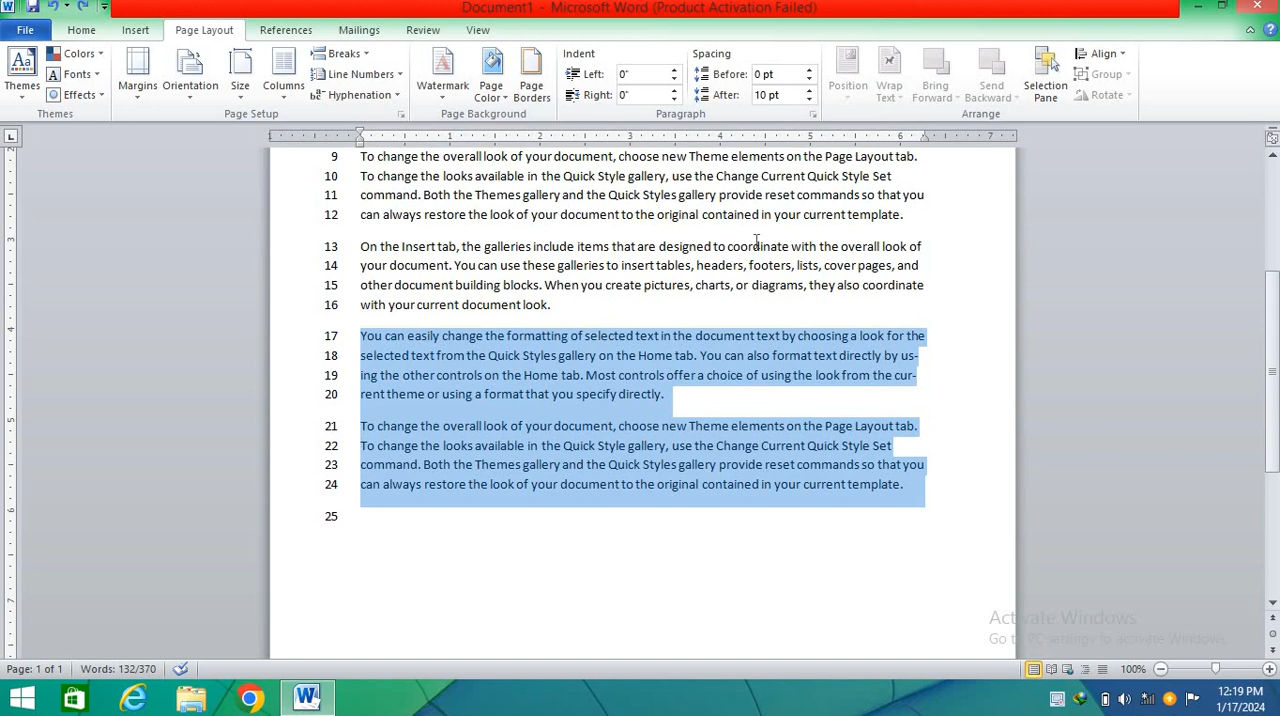 Document1 - Microsoft Word (Product Activation Failed)
File Home Insert Page Layout References Mailings Review View
Themes Colors Fonts Effects
Themes
Margins Orientation Size Columns Breaks Line Numbers Hyphenation
Page Setup
Watermark Page Color Page Borders
Page Background
Indent Left: 0" Right: 0"
Spacing Before: 0 pt After: 10 pt
Paragraph
Position Wrap Text Bring Forward Send Backward Selection Pane Align Group Rotate
Arrange
1 2 3 4 5 6 7
9 To change the overall look of your document, choose new Theme elements on the Page Layout tab.
10 To change the looks available in the Quick Style gallery, use the Change Current Quick Style Set
11 command. Both the Themes gallery and the Quick Styles gallery provide reset commands so that you
12 can always restore the look of your document to the original contained in your current template.
13 On the Insert tab, the galleries include items that are designed to coordinate with the overall look of
14 your document. You can use these galleries to insert tables, headers, footers, lists, cover pages, and
15 other document building blocks. When you create pictures, charts, or diagrams, they also coordinate
16 with your current document look.
17 You can easily change the formatting of selected text in the document text by choosing a look for the
18 selected text from the Quick Styles gallery on the Home tab. You can also format text directly by us-
19 ing the other controls on the Home tab. Most controls offer a choice of using the look from the cur-
20 rent theme or using a format that you specify directly.
21 To change the overall look of your document, choose new Theme elements on the Page Layout tab.
22 To change the looks available in the Quick Style gallery, use the Change Current Quick Style Set
23 command. Both the Themes gallery and the Quick Styles gallery provide reset commands so that you
24 can always restore the look of your document to the original contained in your current template.
25
Activate Windows
Go to PC settings to activate Windows.
Page: 1 of 1 Words: 132/370 100%
12:19 PM
1/17/2024